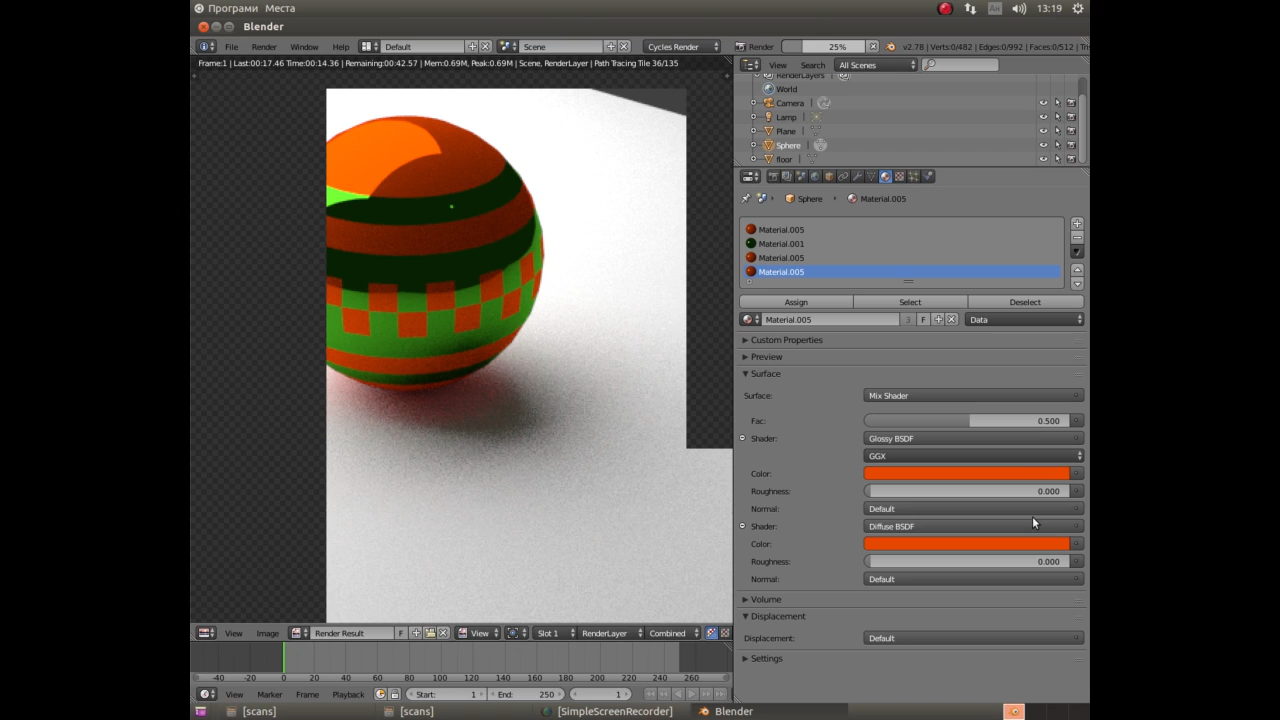 Програми Места Ан 13:19
Blender
File Render Window Help Default Scene Cycles Render Render 25% v2.78 | Verts:0/482 | Edges:0/992 | Faces:0/512 | Tri
Frame:1 | Last:00:17.46 Time:00:14.36 | Remaining:00:42.57 | Mem:0.69M, Peak:0.69M | Scene, RenderLayer | Path Tracing Tile 36/135
View Search All Scenes
RenderLayers
World
Camera
Lamp
Plane
Sphere
floor
Sphere Material.005
Material.005
Material.001
Material.005
Material.005
Assign Select Deselect
Material.005 3 F Data
Custom Properties
Preview
Surface
Surface: Mix Shader
Fac: 0.500
Shader: Glossy BSDF
GGX
Color:
Roughness: 0.000
Normal: Default
Shader: Diffuse BSDF
Color:
Roughness: 0.000
Normal: Default
Volume
Displacement
Displacement: Default
Settings
View Image Render Result F View Slot 1 RenderLayer Combined
-40 -20 0 20 40 60 80 100 120 140 160 180 200 220 240 260
View Marker Frame Playback Start: 1 End: 250 1
[scans] [scans] [SimpleScreenRecorder] Blender